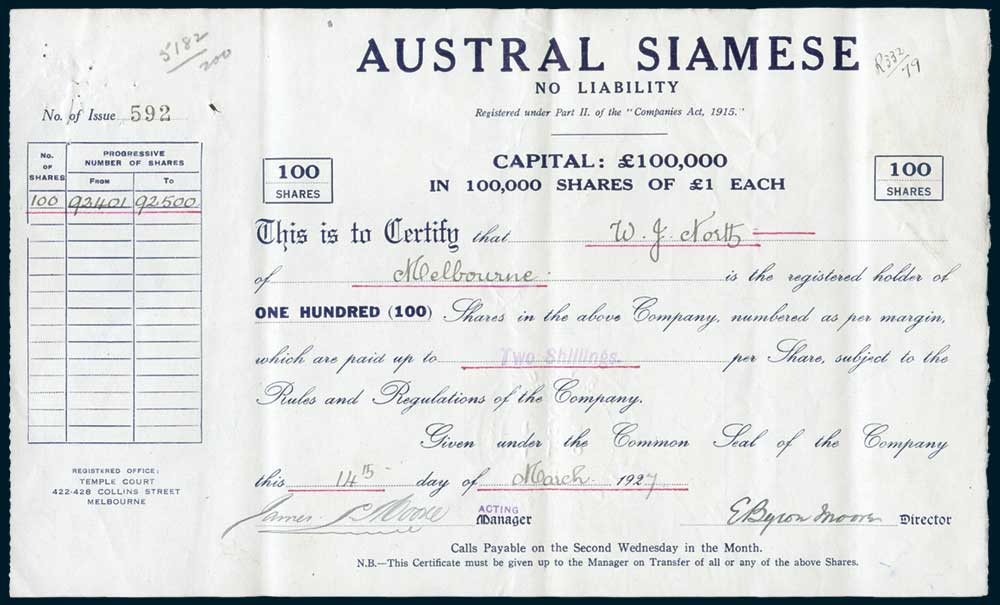 5182
200
AUSTRAL SIAMESE
R332
79
NO LIABILITY
No. of Issue 592
Registered under Part II. of the "Companies Act, 1915."
No. OF SHARES
PROGRESSIVE NUMBER OF SHARES
FROM TO
100 92401 92500
100 SHARES
CAPITAL: £100,000
IN 100,000 SHARES OF £1 EACH
100 SHARES
This is to Certify that W. J. North
of Melbourne is the registered holder of
ONE HUNDRED (100) Shares in the above Company, numbered as per margin,
which are paid up to Two Shillings. per Share, subject to the
Rules and Regulations of the Company.
Given under the Common Seal of the Company
this 14th day of March 1927
REGISTERED OFFICE:
TEMPLE COURT
422-428 COLLINS STREET
MELBOURNE
James Moore ACTING Manager
E Byron Moore Director
Calls Payable on the Second Wednesday in the Month.
N.B.—This Certificate must be given up to the Manager on Transfer of all or any of the above Shares.